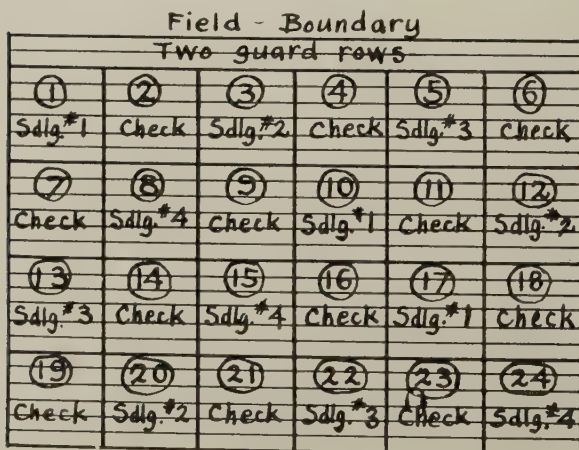 Field - Boundary
Two guard rows
1 2 3 4 5 6
Sdlg. #1 Check Sdlg. #2 Check Sdlg. #3 Check
7 8 9 10 11 12
Check Sdlg. #4 Check Sdlg. #1 Check Sdlg. #2
13 14 15 16 17 18
Sdlg. #3 Check Sdlg. #4 Check Sdlg. #1 Check
19 20 21 22 23 24
Check Sdlg. #2 Check Sdlg. #3 Check Sdlg. #4